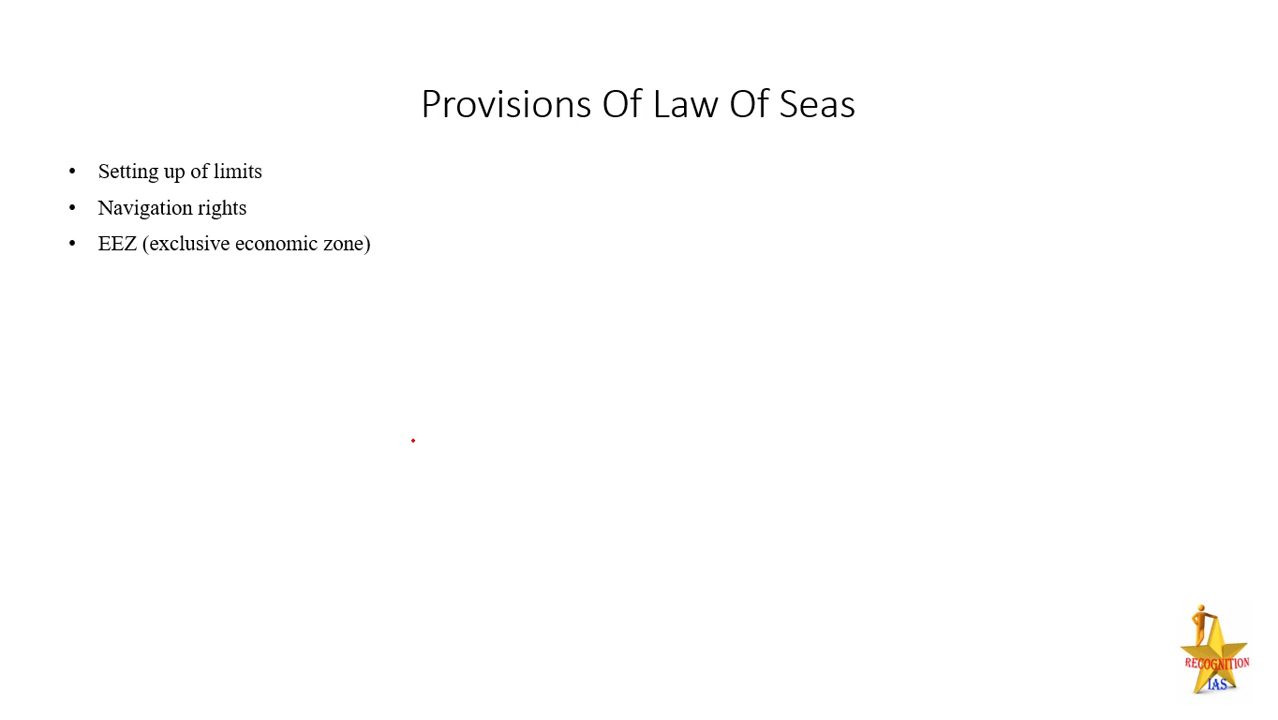 Provisions Of Law Of Seas
• Setting up of limits
• Navigation rights
• EEZ (exclusive economic zone)
RECOGNITION
IAS